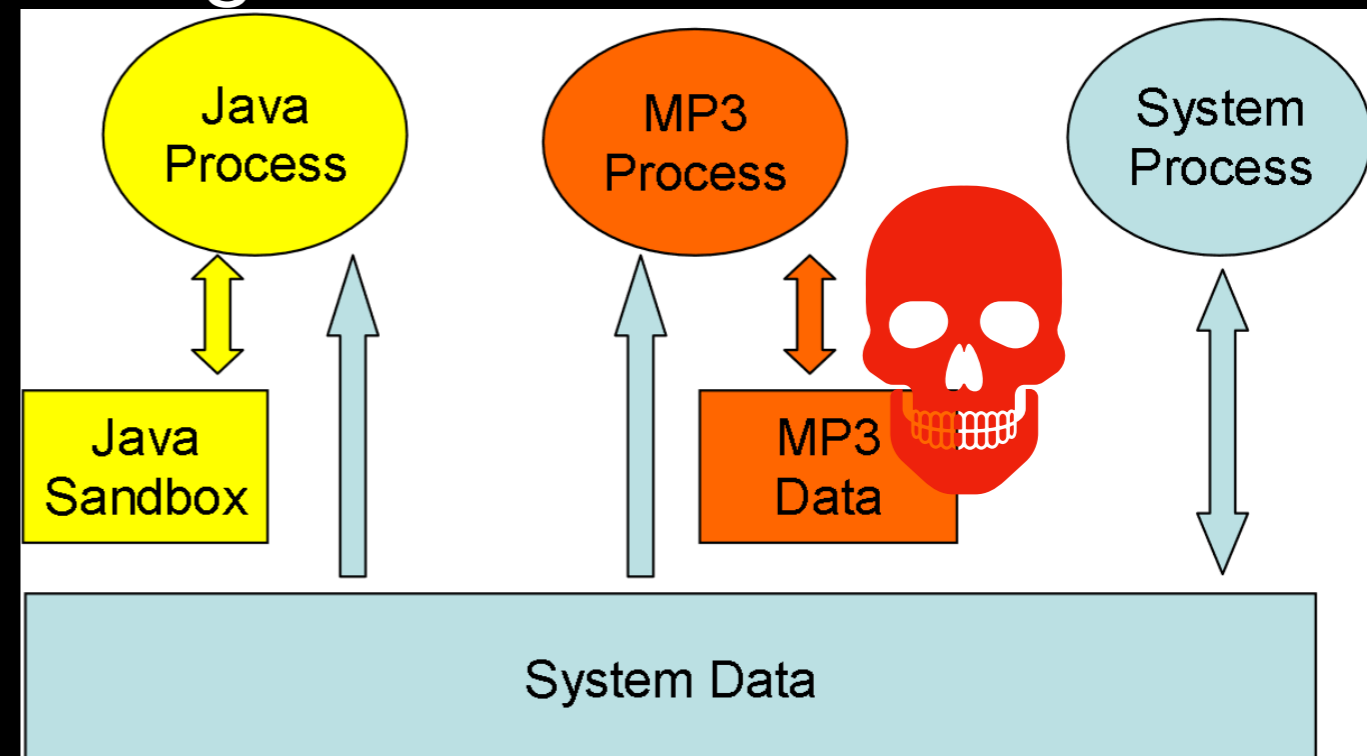 Java
Process
MP3
Process
System
Process
Java
Sandbox
MP3
Data
System Data